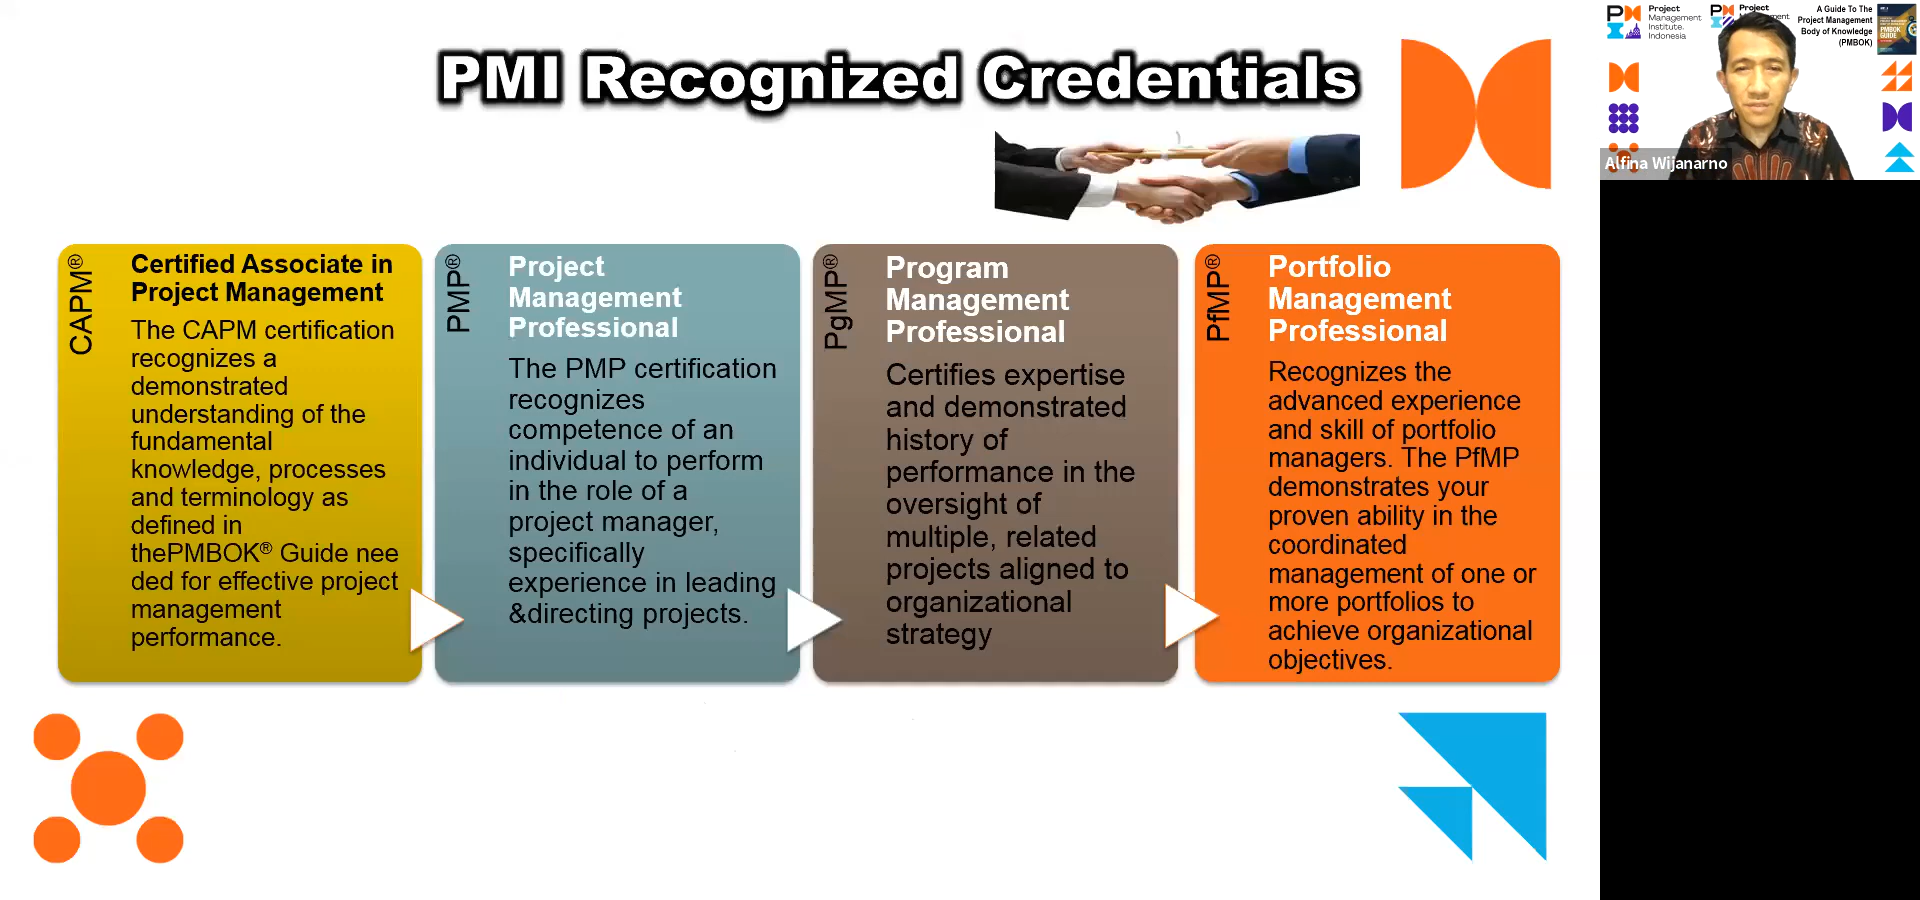 PMI Recognized Credentials
CAPM®
Certified Associate in
Project Management
The CAPM certification
recognizes a
demonstrated
understanding of the
fundamental
knowledge, processes
and terminology as
defined in
thePMBOK® Guide nee
ded for effective project
management
performance.
PMP®
Project
Management
Professional
The PMP certification
recognizes
competence of an
individual to perform
in the role of a
project manager,
specifically
experience in leading
&directing projects.
PgMP®
Program
Management
Professional
Certifies expertise
and demonstrated
history of
performance in the
oversight of
multiple, related
projects aligned to
organizational
strategy
PfMP®
Portfolio
Management
Professional
Recognizes the
advanced experience
and skill of portfolio
managers. The PfMP
demonstrates your
proven ability in the
coordinated
management of one or
more portfolios to
achieve organizational
objectives.
Project
Management
Institute.
Indonesia
Project
A Guide To The
Project Management
Body of Knowledge
(PMBOK)
PMBOK
GUIDE
Alfina Wijanarno